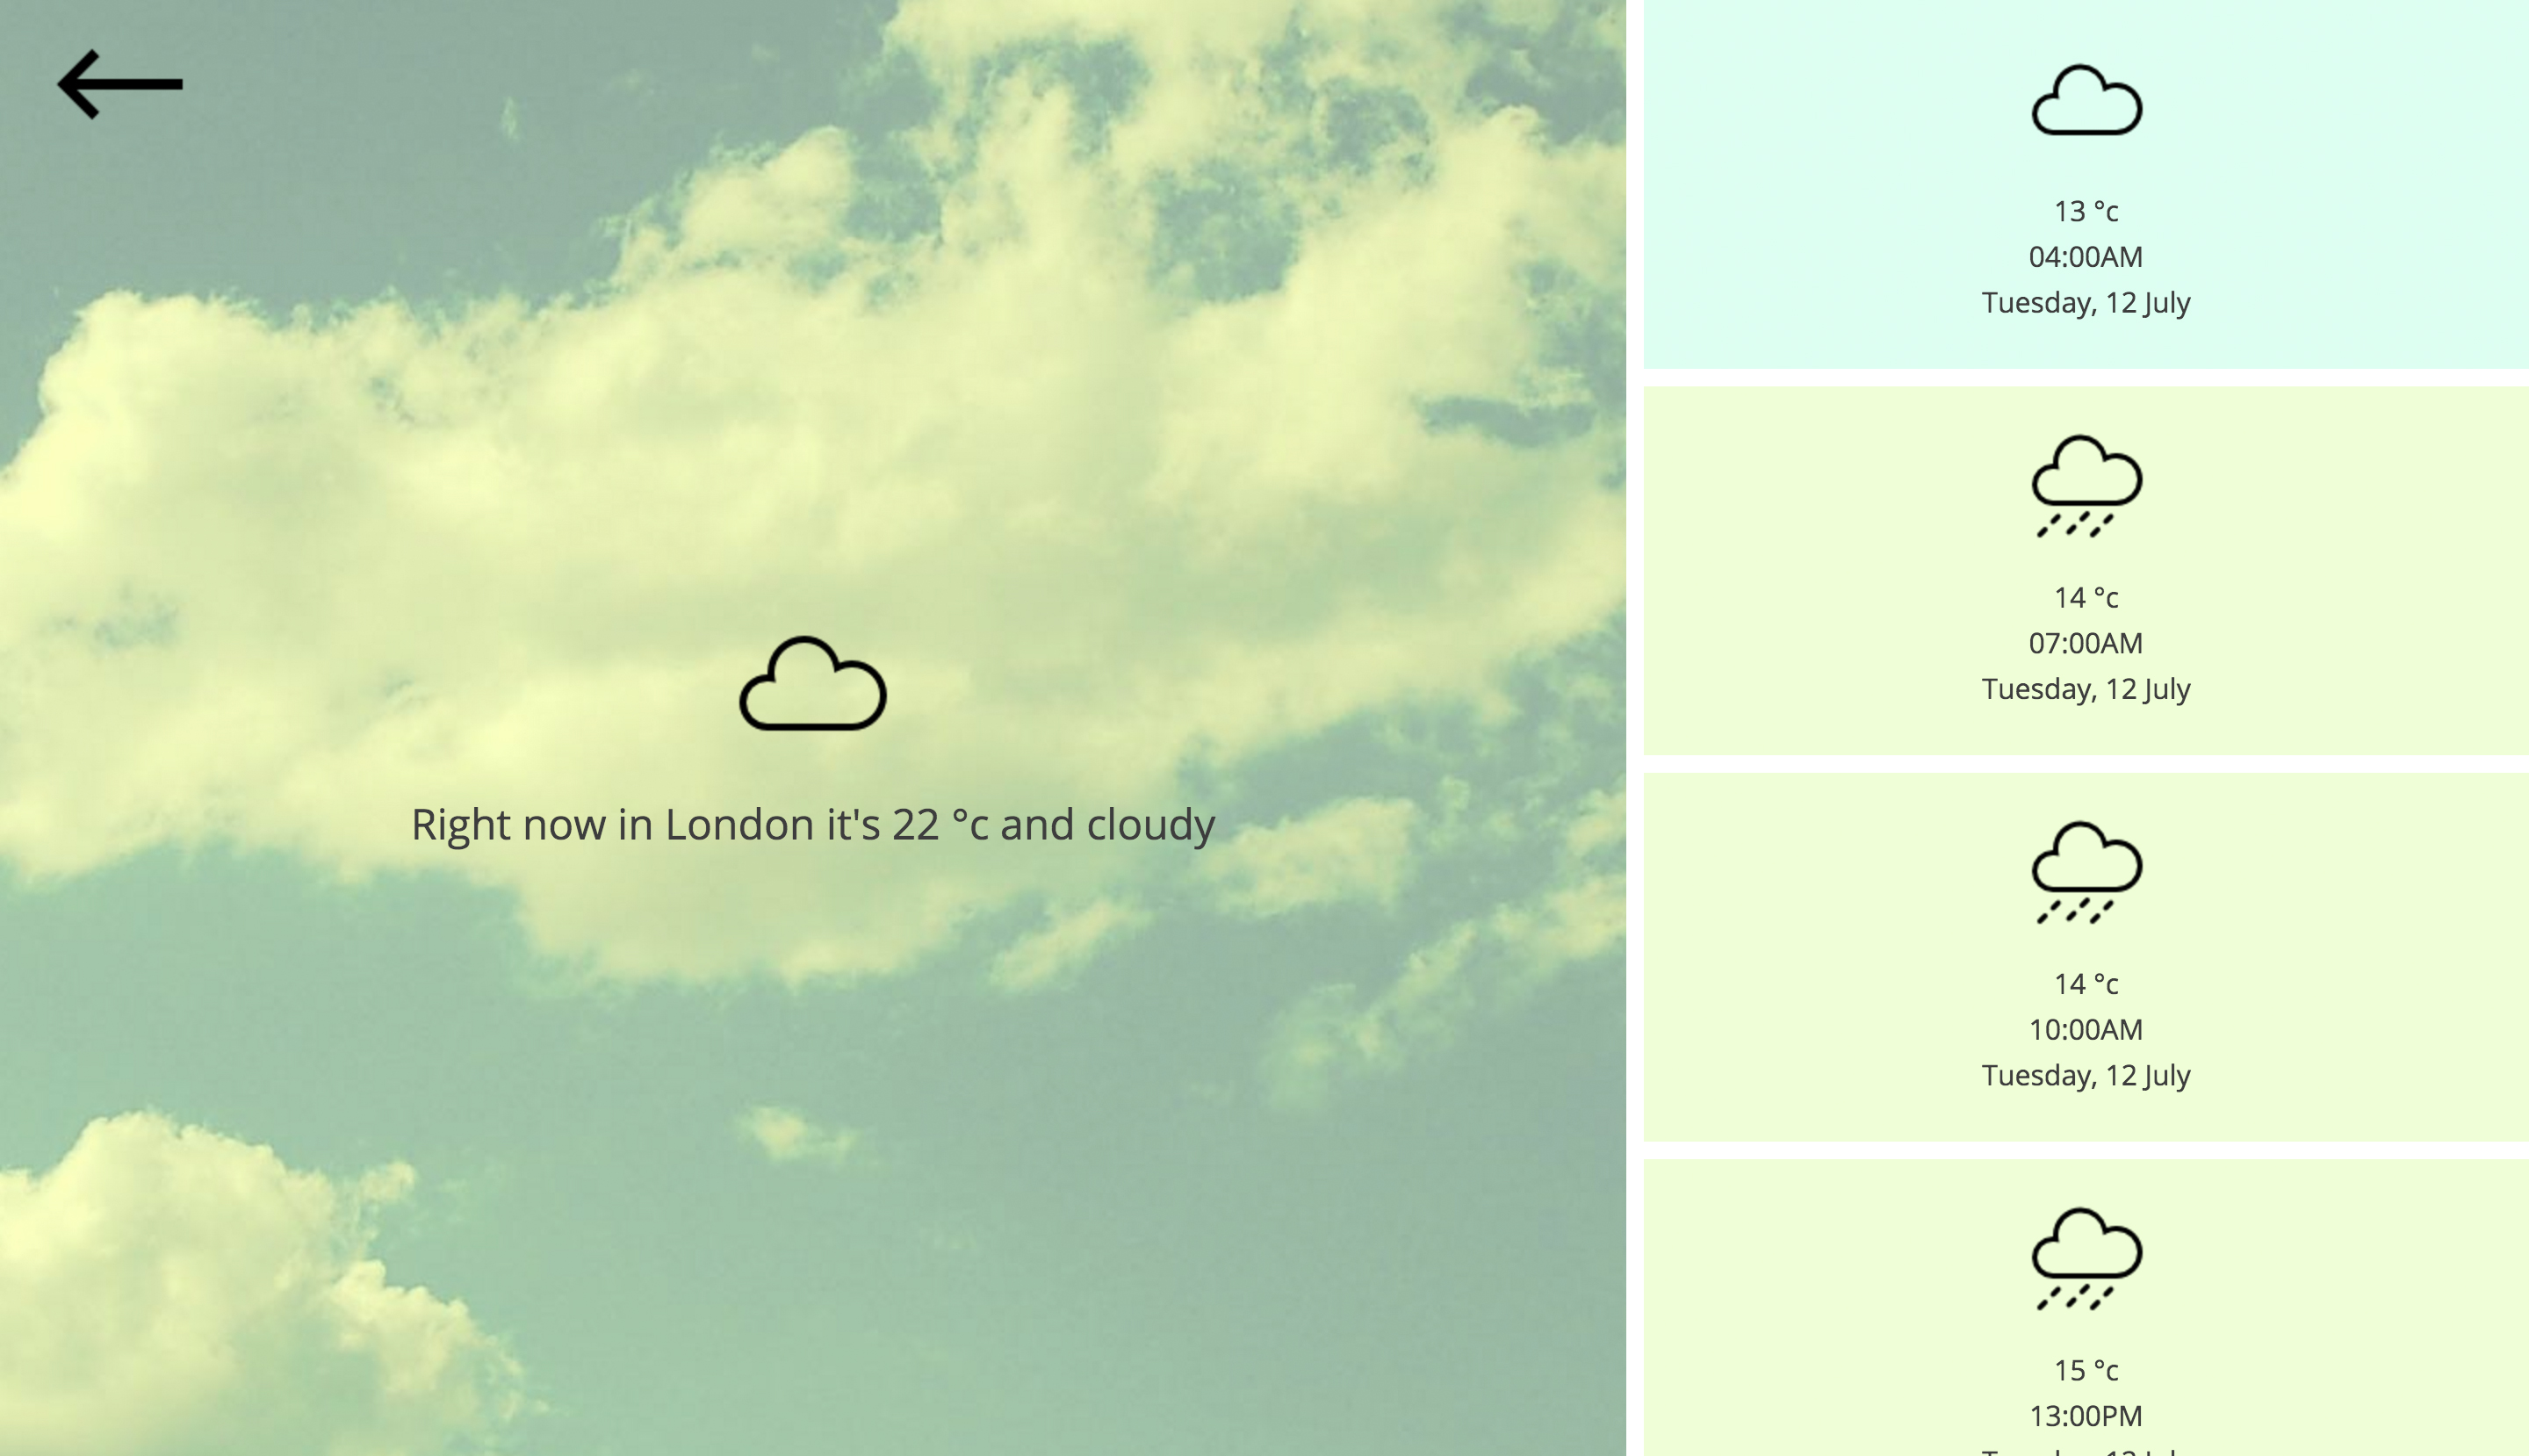 Right now in London it's 22 °c and cloudy
13 °c
04:00AM
Tuesday, 12 July
14 °c
07:00AM
Tuesday, 12 July
14 °c
10:00AM
Tuesday, 12 July
15 °c
13:00PM